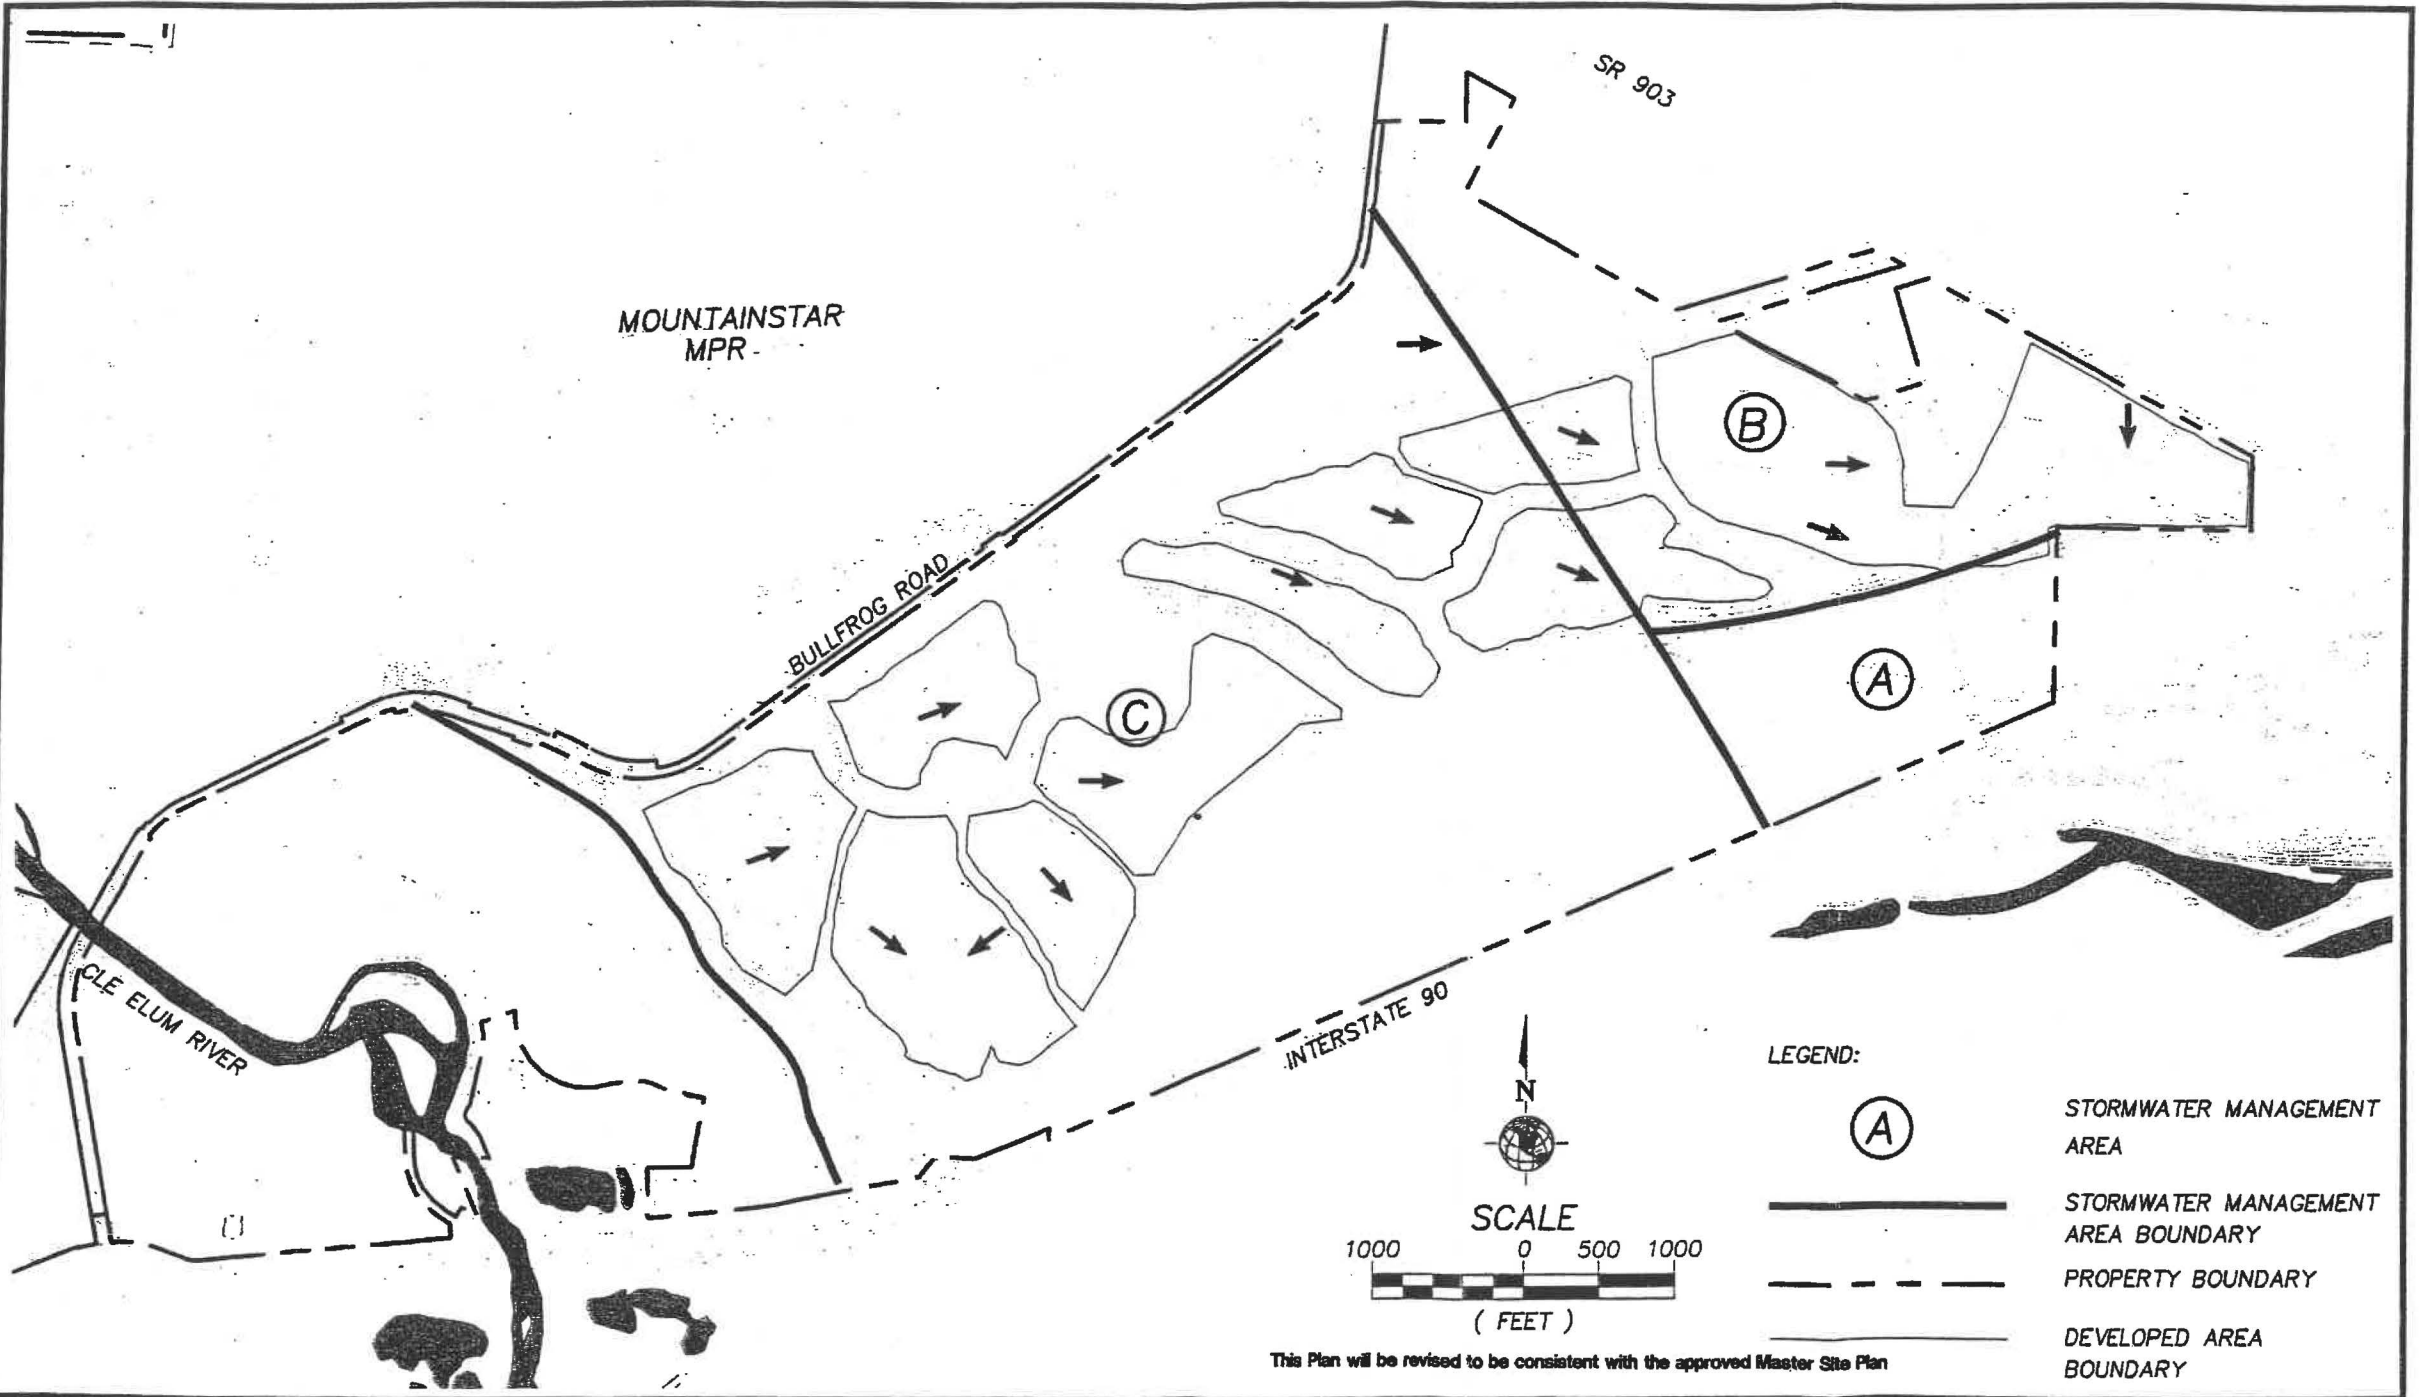 SR 903
MOUNTAINSTAR
MPR
B
BULLFROG ROAD
A
C
CLE ELUM RIVER
INTERSTATE 90
N
SCALE
1000 0 500 1000
( FEET )
This Plan will be revised to be consistent with the approved Master Site Plan
LEGEND:
A
STORMWATER MANAGEMENT
AREA
STORMWATER MANAGEMENT
AREA BOUNDARY
PROPERTY BOUNDARY
DEVELOPED AREA
BOUNDARY